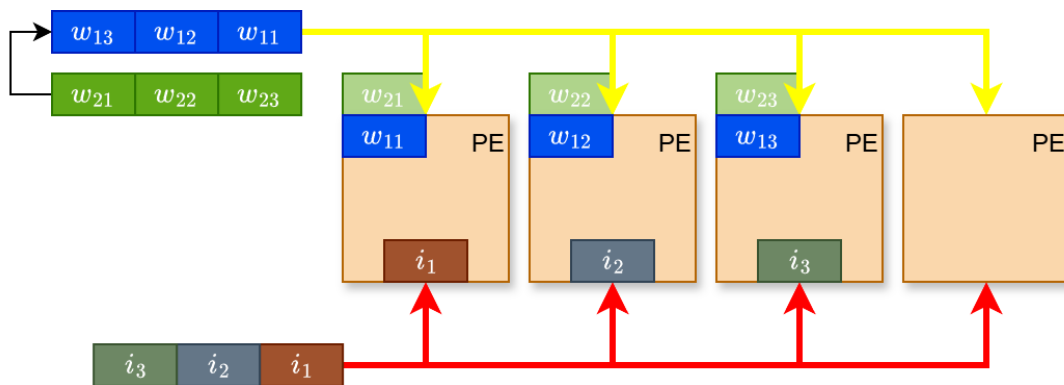 w₁₃ w₁₂ w₁₁
w₂₁ w₂₂ w₂₃
w₂₁ w₂₂ w₂₃
w₁₁ PE w₁₂ PE w₁₃ PE PE
i₁ i₂ i₃
i₃ i₂ i₁